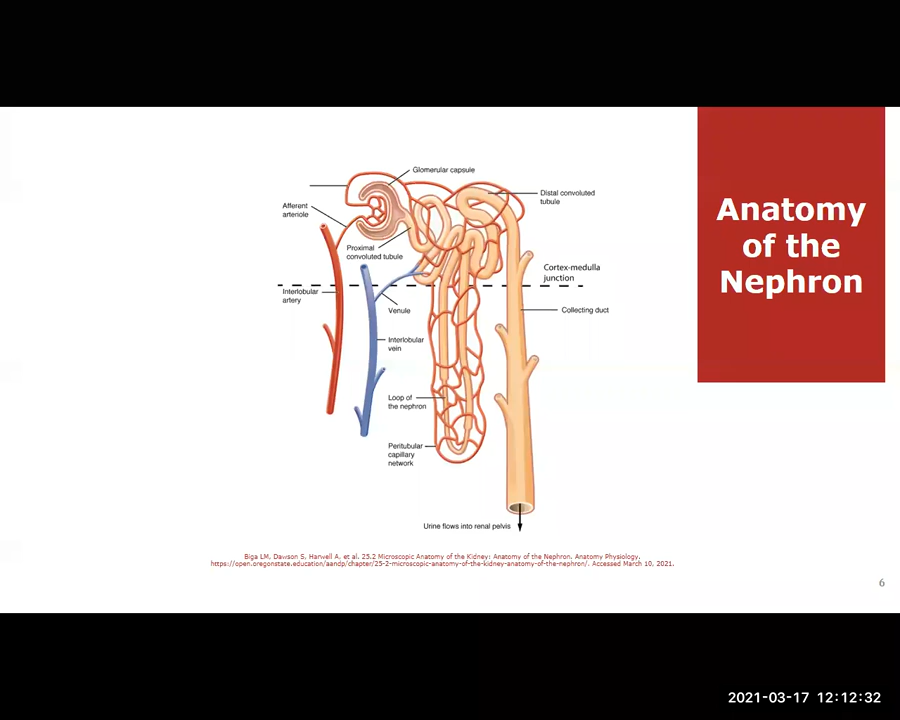 Glomerular capsule
Distal convoluted
tubule
Afferent
arteriole
Proximal
convoluted tubule
Cortex-medulla
junction
Interlobular
artery
Venule
Collecting duct
Interlobular
vein
Loop of
the nephron
Peritubular
capillary
network
Urine flows into renal pelvis
Anatomy
of the
Nephron
Biga LM, Dawson S, Harwell A, et al. 25.2 Microscopic Anatomy of the Kidney: Anatomy of the Nephron. Anatomy Physiology.
https://open.oregonstate.education/aandp/chapter/25-2-microscopic-anatomy-of-the-kidney-anatomy-of-the-nephron/. Accessed March 10, 2021.
6
2021-03-17 12:12:32